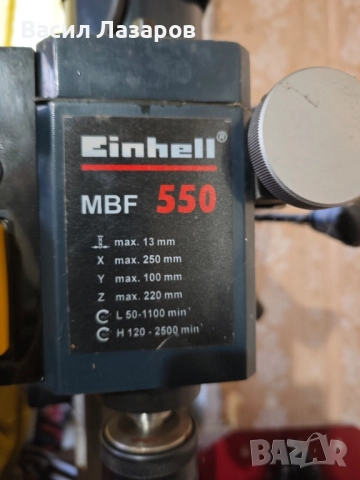 Васил Лазаров
Einhell®
MBF 550
max. 13 mm
X max. 250 mm
Y max. 100 mm
Z max. 220 mm
L 50-1100 min⁻
H 120-2500 min⁻
BAZAR